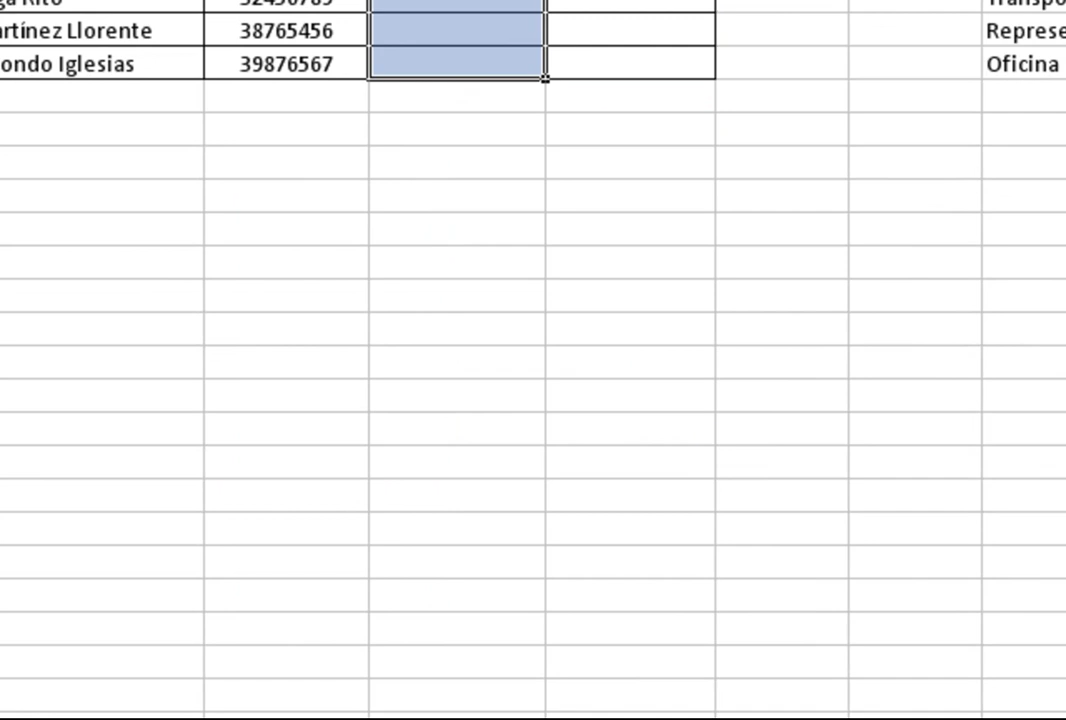 38765456
rtínez Llorente
Represe
ondo Iglesias
39876567
Oficina